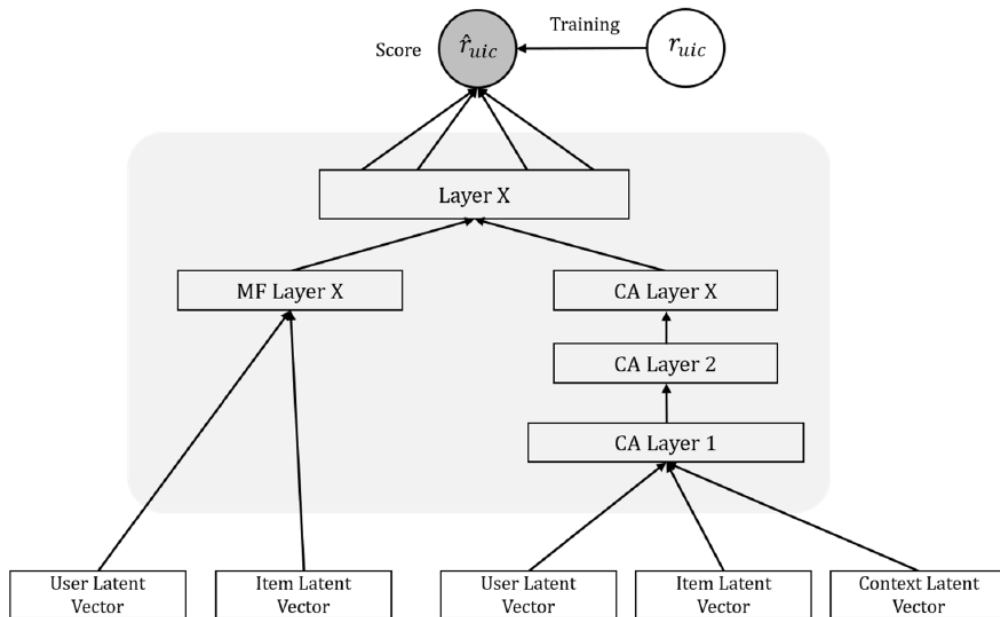 Training
Score
r̂uic
ruic
Layer X
MF Layer X
CA Layer X
CA Layer 2
CA Layer 1
User Latent
Vector
Item Latent
Vector
User Latent
Vector
Item Latent
Vector
Context Latent
Vector